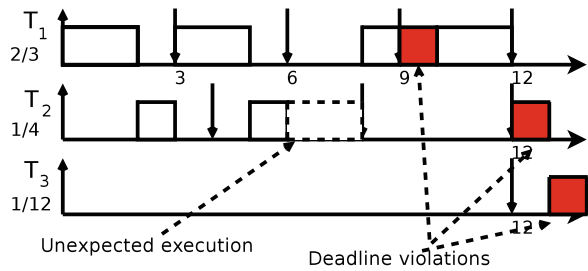 T1
2/3
3 6 9 12
T2
1/4
12
T3
1/12
12
Unexpected execution
Deadline violations